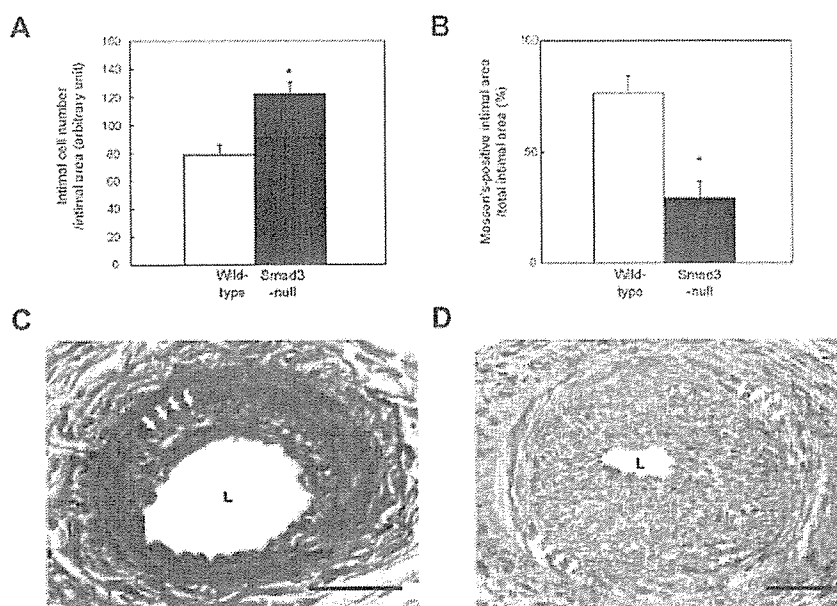 A
Intimal cell number
/intimal area (arbitrary unit)
160
140
120
100
80
60
40
20
0
*
Wild-
type
Smad3
-null
B
Masson's-positive intimal area
/total intimal area (%)
100
50
0
*
Wild-
type
Smad3
-null
C
L
D
L